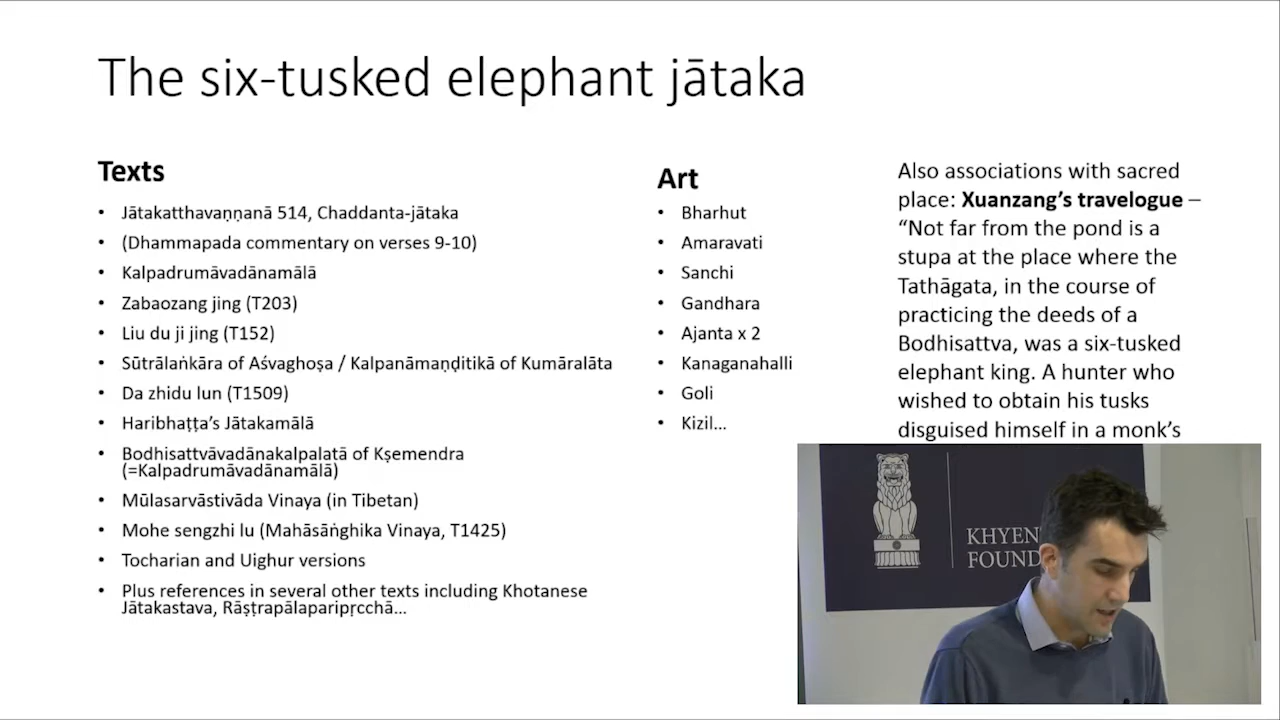 The six-tusked elephant jātaka
Texts
• Jātakatthavaṇṇanā 514, Chaddanta-jātaka
• (Dhammapada commentary on verses 9-10)
• Kalpadrumāvadānamālā
• Zabaozang jing (T203)
• Liu du ji jing (T152)
• Sūtrālaṅkāra of Aśvaghoṣa / Kalpanāmaṇḍitikā of Kumāralāta
• Da zhidu lun (T1509)
• Haribhaṭṭa’s Jātakamālā
• Bodhisattvāvadānakalpalatā of Kṣemendra
(=Kalpadrumāvadānamālā)
• Mūlasarvāstivāda Vinaya (in Tibetan)
• Mohe sengzhi lu (Mahāsāṅghika Vinaya, T1425)
• Tocharian and Uighur versions
• Plus references in several other texts including Khotanese
Jātakastava, Rāṣṭrapālaparipṛcchā...
Art
• Bharhut
• Amaravati
• Sanchi
• Gandhara
• Ajanta x 2
• Kanaganahalli
• Goli
• Kizil...
Also associations with sacred
place: Xuanzang’s travelogue –
“Not far from the pond is a
stupa at the place where the
Tathāgata, in the course of
practicing the deeds of a
Bodhisattva, was a six-tusked
elephant king. A hunter who
wished to obtain his tusks
disguised himself in a monk’s
KHYEN
FOUND